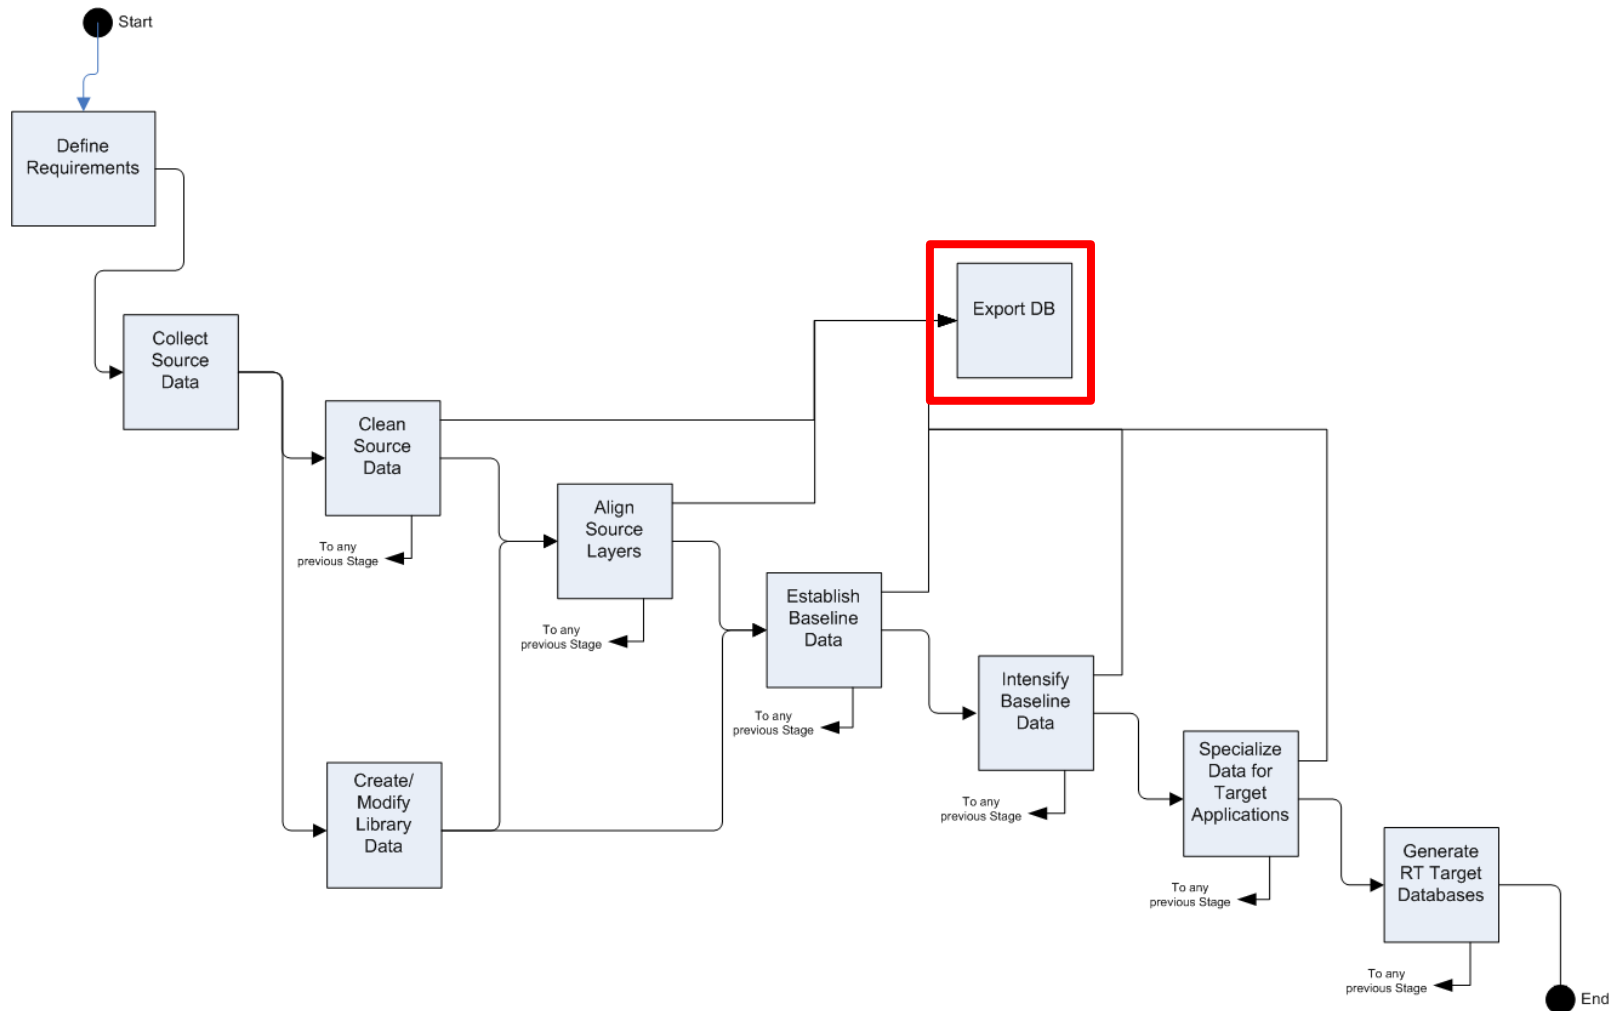 Start
Define
Requirements
Export DB
Collect
Source
Data
Clean
Source
Data
To any
previous Stage
Align
Source
Layers
To any
previous Stage
Establish
Baseline
Data
To any
previous Stage
Intensify
Baseline
Data
To any
previous Stage
Create/
Modify
Library
Data
Specialize
Data for
Target
Applications
To any
previous Stage
Generate
RT Target
Databases
To any
previous Stage
End